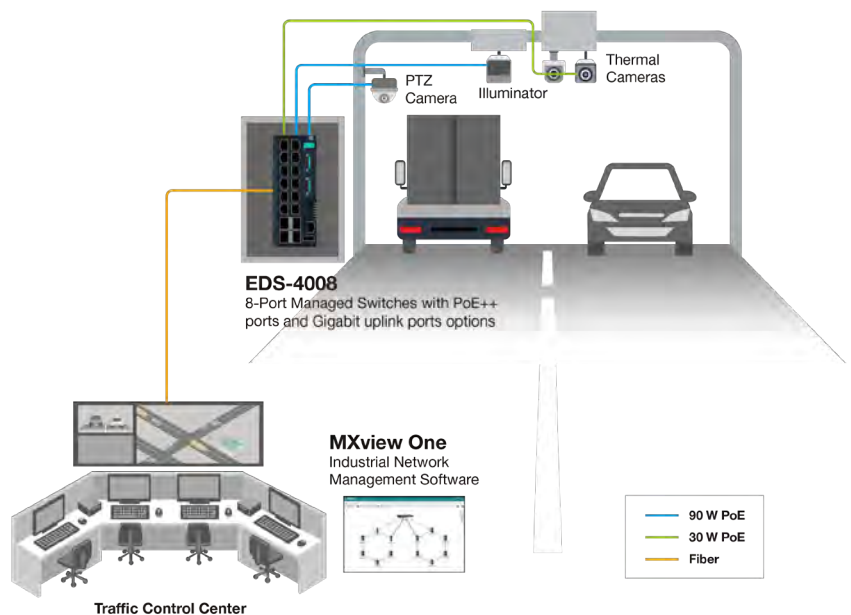 PTZ
Camera
Illuminator
Thermal
Cameras
EDS-4008
8-Port Managed Switches with PoE++
ports and Gigabit uplink ports options
MXview One
Industrial Network
Management Software
90 W PoE
30 W PoE
Fiber
Traffic Control Center